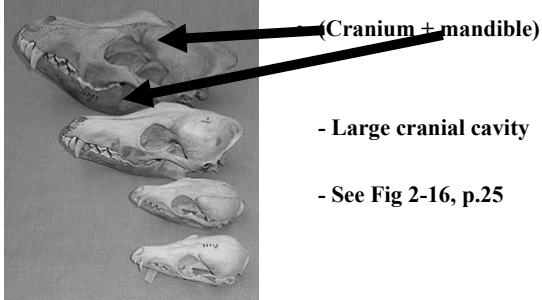 (Cranium + mandible)
- Large cranial cavity
- See Fig 2-16, p.25